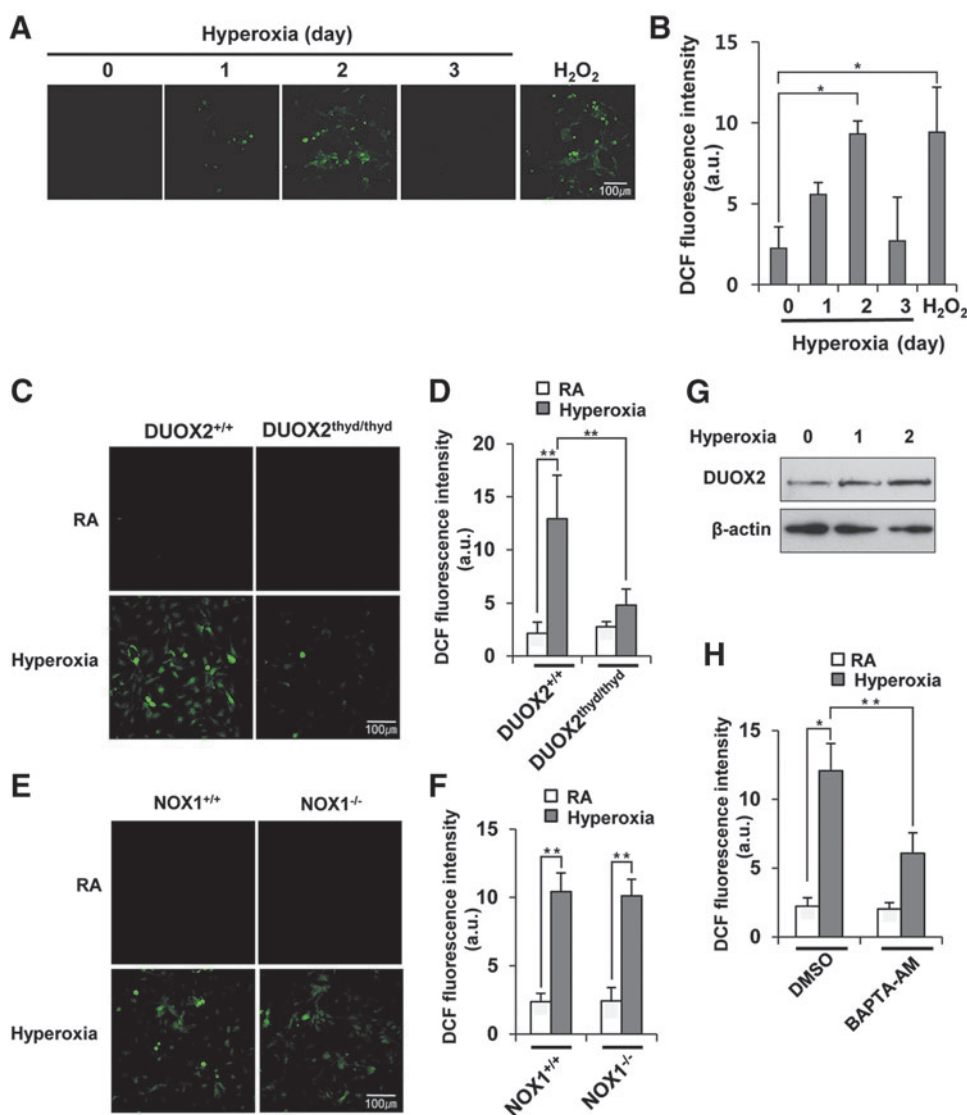 A
Hyperoxia (day)
0 1 2 3 H₂O₂
100μm
B
DCF fluorescence intensity
(a.u.)
15
10
5
0
*
*
0 1 2 3 H₂O₂
Hyperoxia (day)
C
DUOX2+/+ DUOX2thyd/thyd
RA
Hyperoxia
100μm
D
RA
Hyperoxia
DCF fluorescence intensity
(a.u.)
20
15
10
5
0
**
**
DUOX2+/+
DUOX2thyd/thyd
G
Hyperoxia 0 1 2
DUOX2
β-actin
E
NOX1+/+ NOX1-/-
RA
Hyperoxia
100μm
F
RA
Hyperoxia
DCF fluorescence intensity
(a.u.)
15
10
5
0
**
**
NOX1+/+
NOX1-/-
H
RA
Hyperoxia
DCF fluorescence intensity
(a.u.)
15
10
5
0
*
**
DMSO
BAPTA-AM